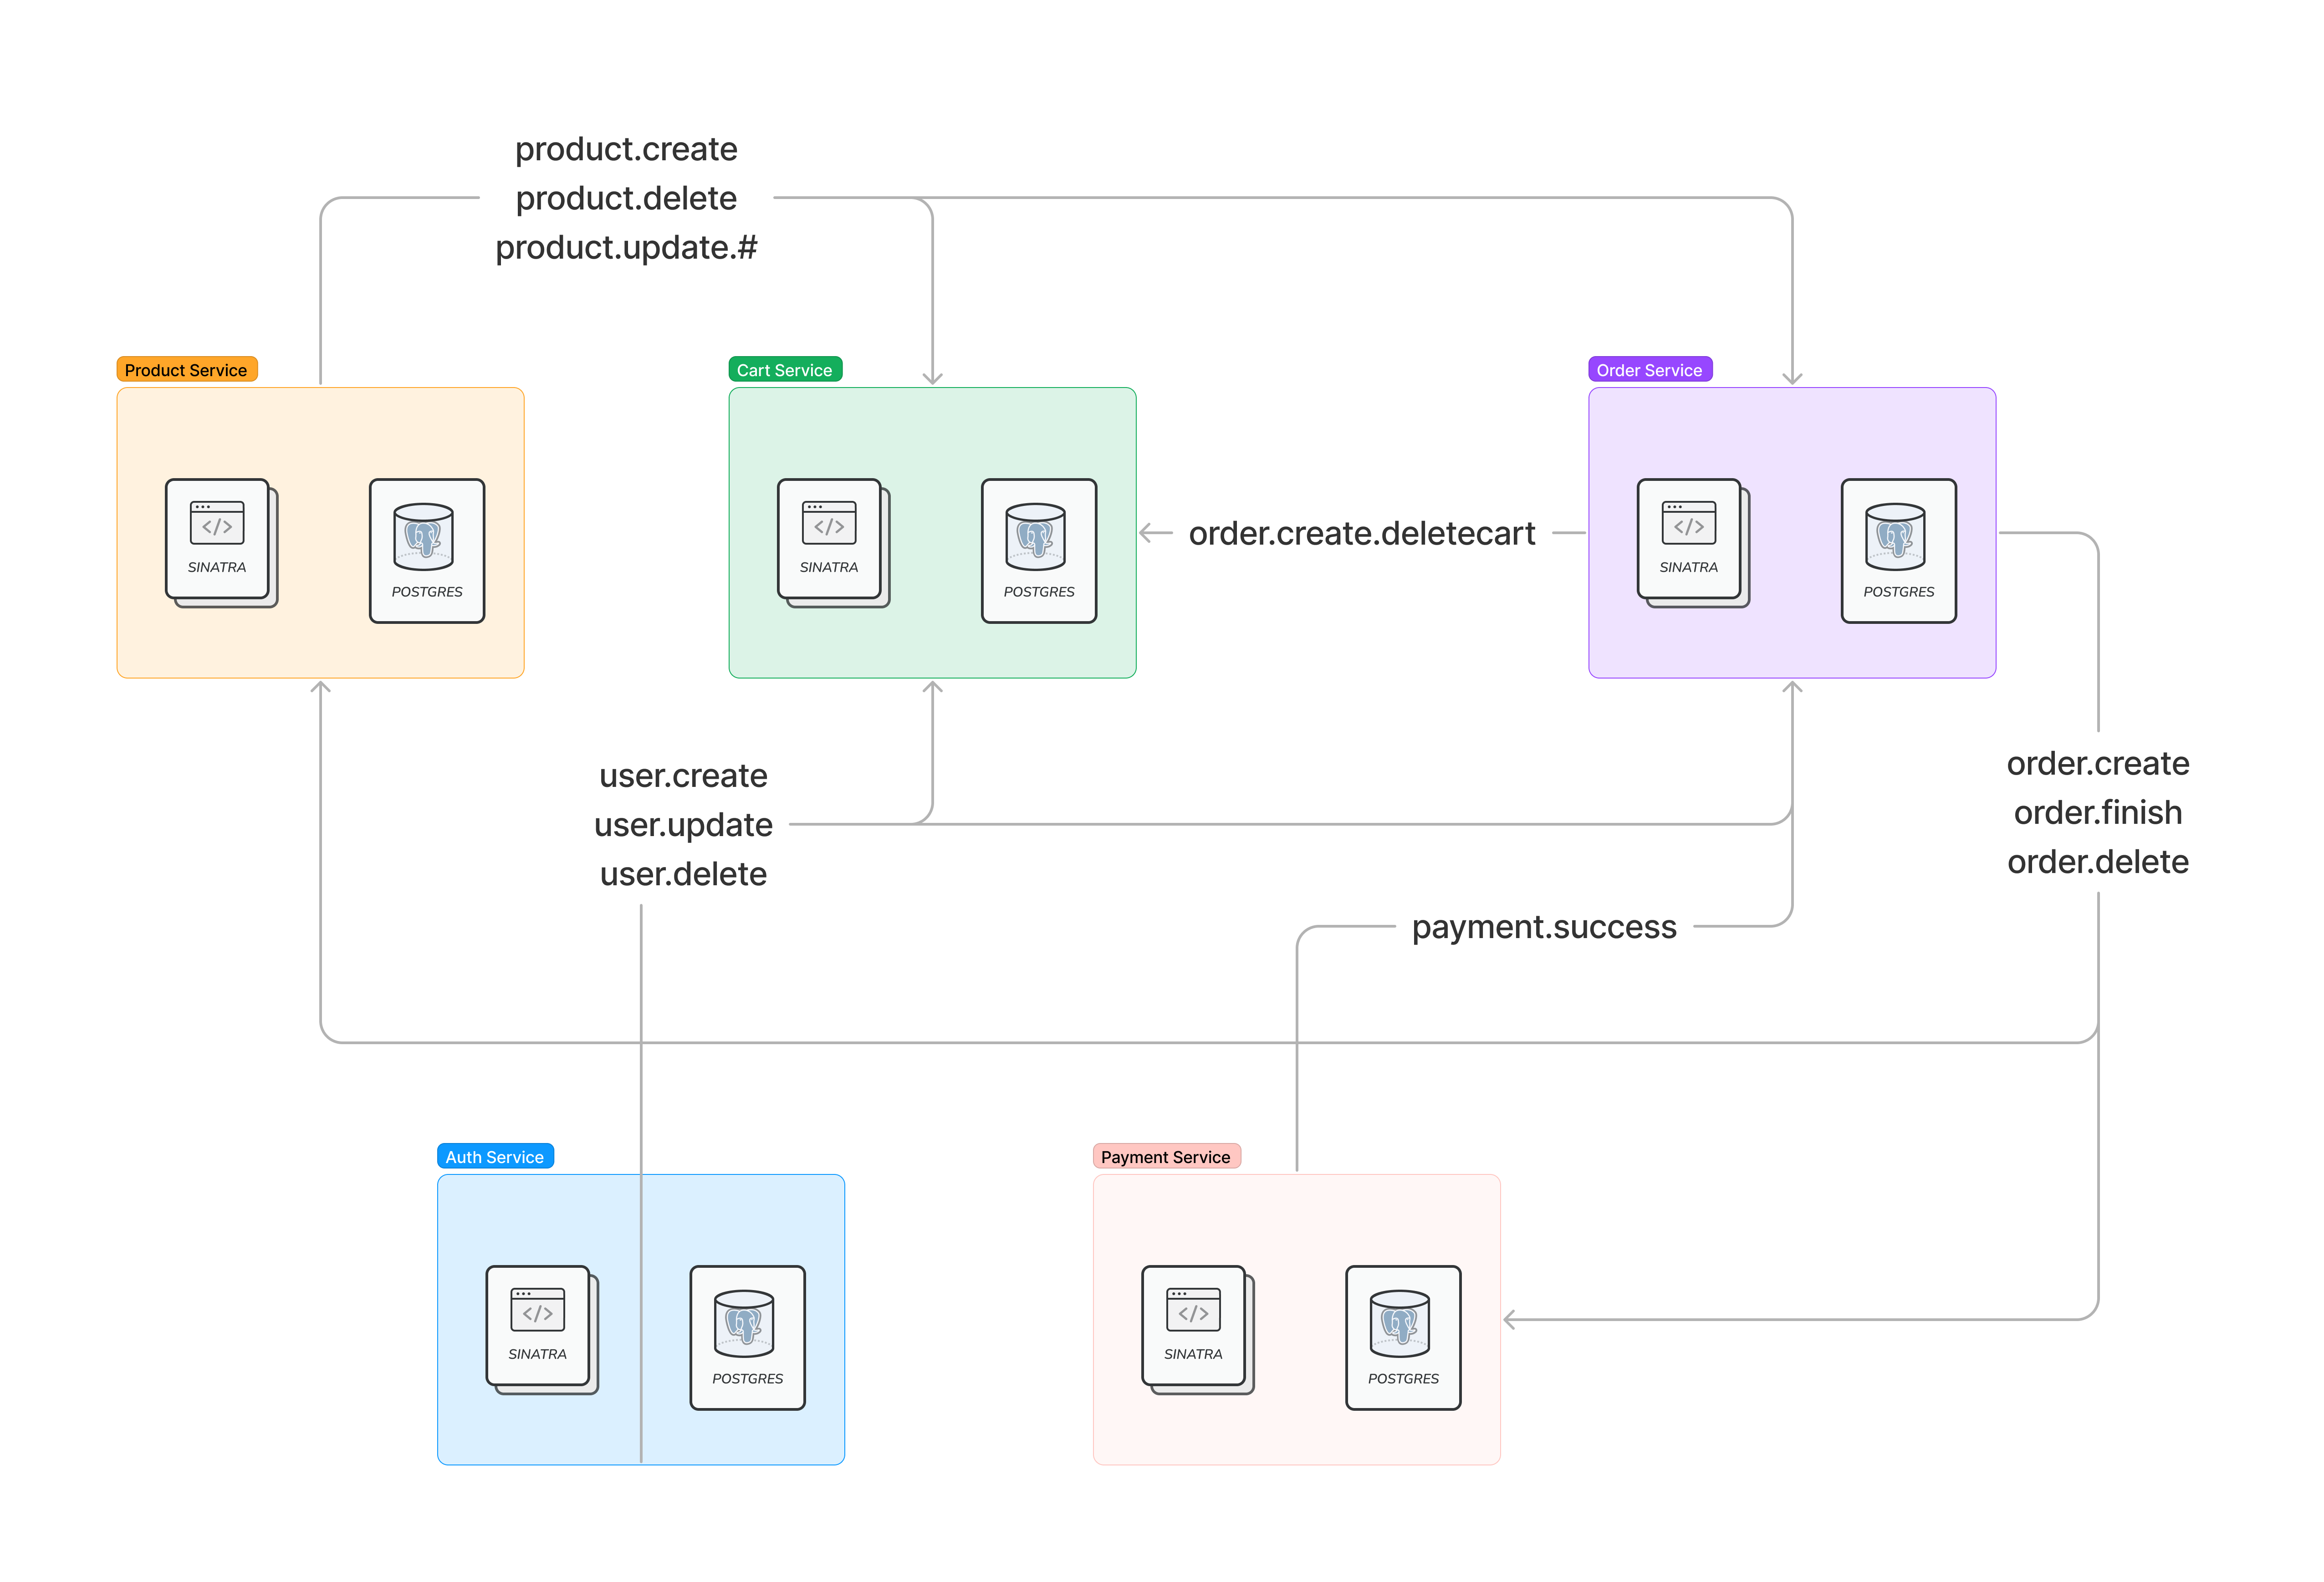 product.create
product.delete
product.update.#
Product Service
Cart Service
Order Service
SINATRA
POSTGRES
SINATRA
POSTGRES
order.create.deletecart
SINATRA
POSTGRES
user.create
user.update
user.delete
order.create
order.finish
order.delete
payment.success
Auth Service
Payment Service
SINATRA
POSTGRES
SINATRA
POSTGRES